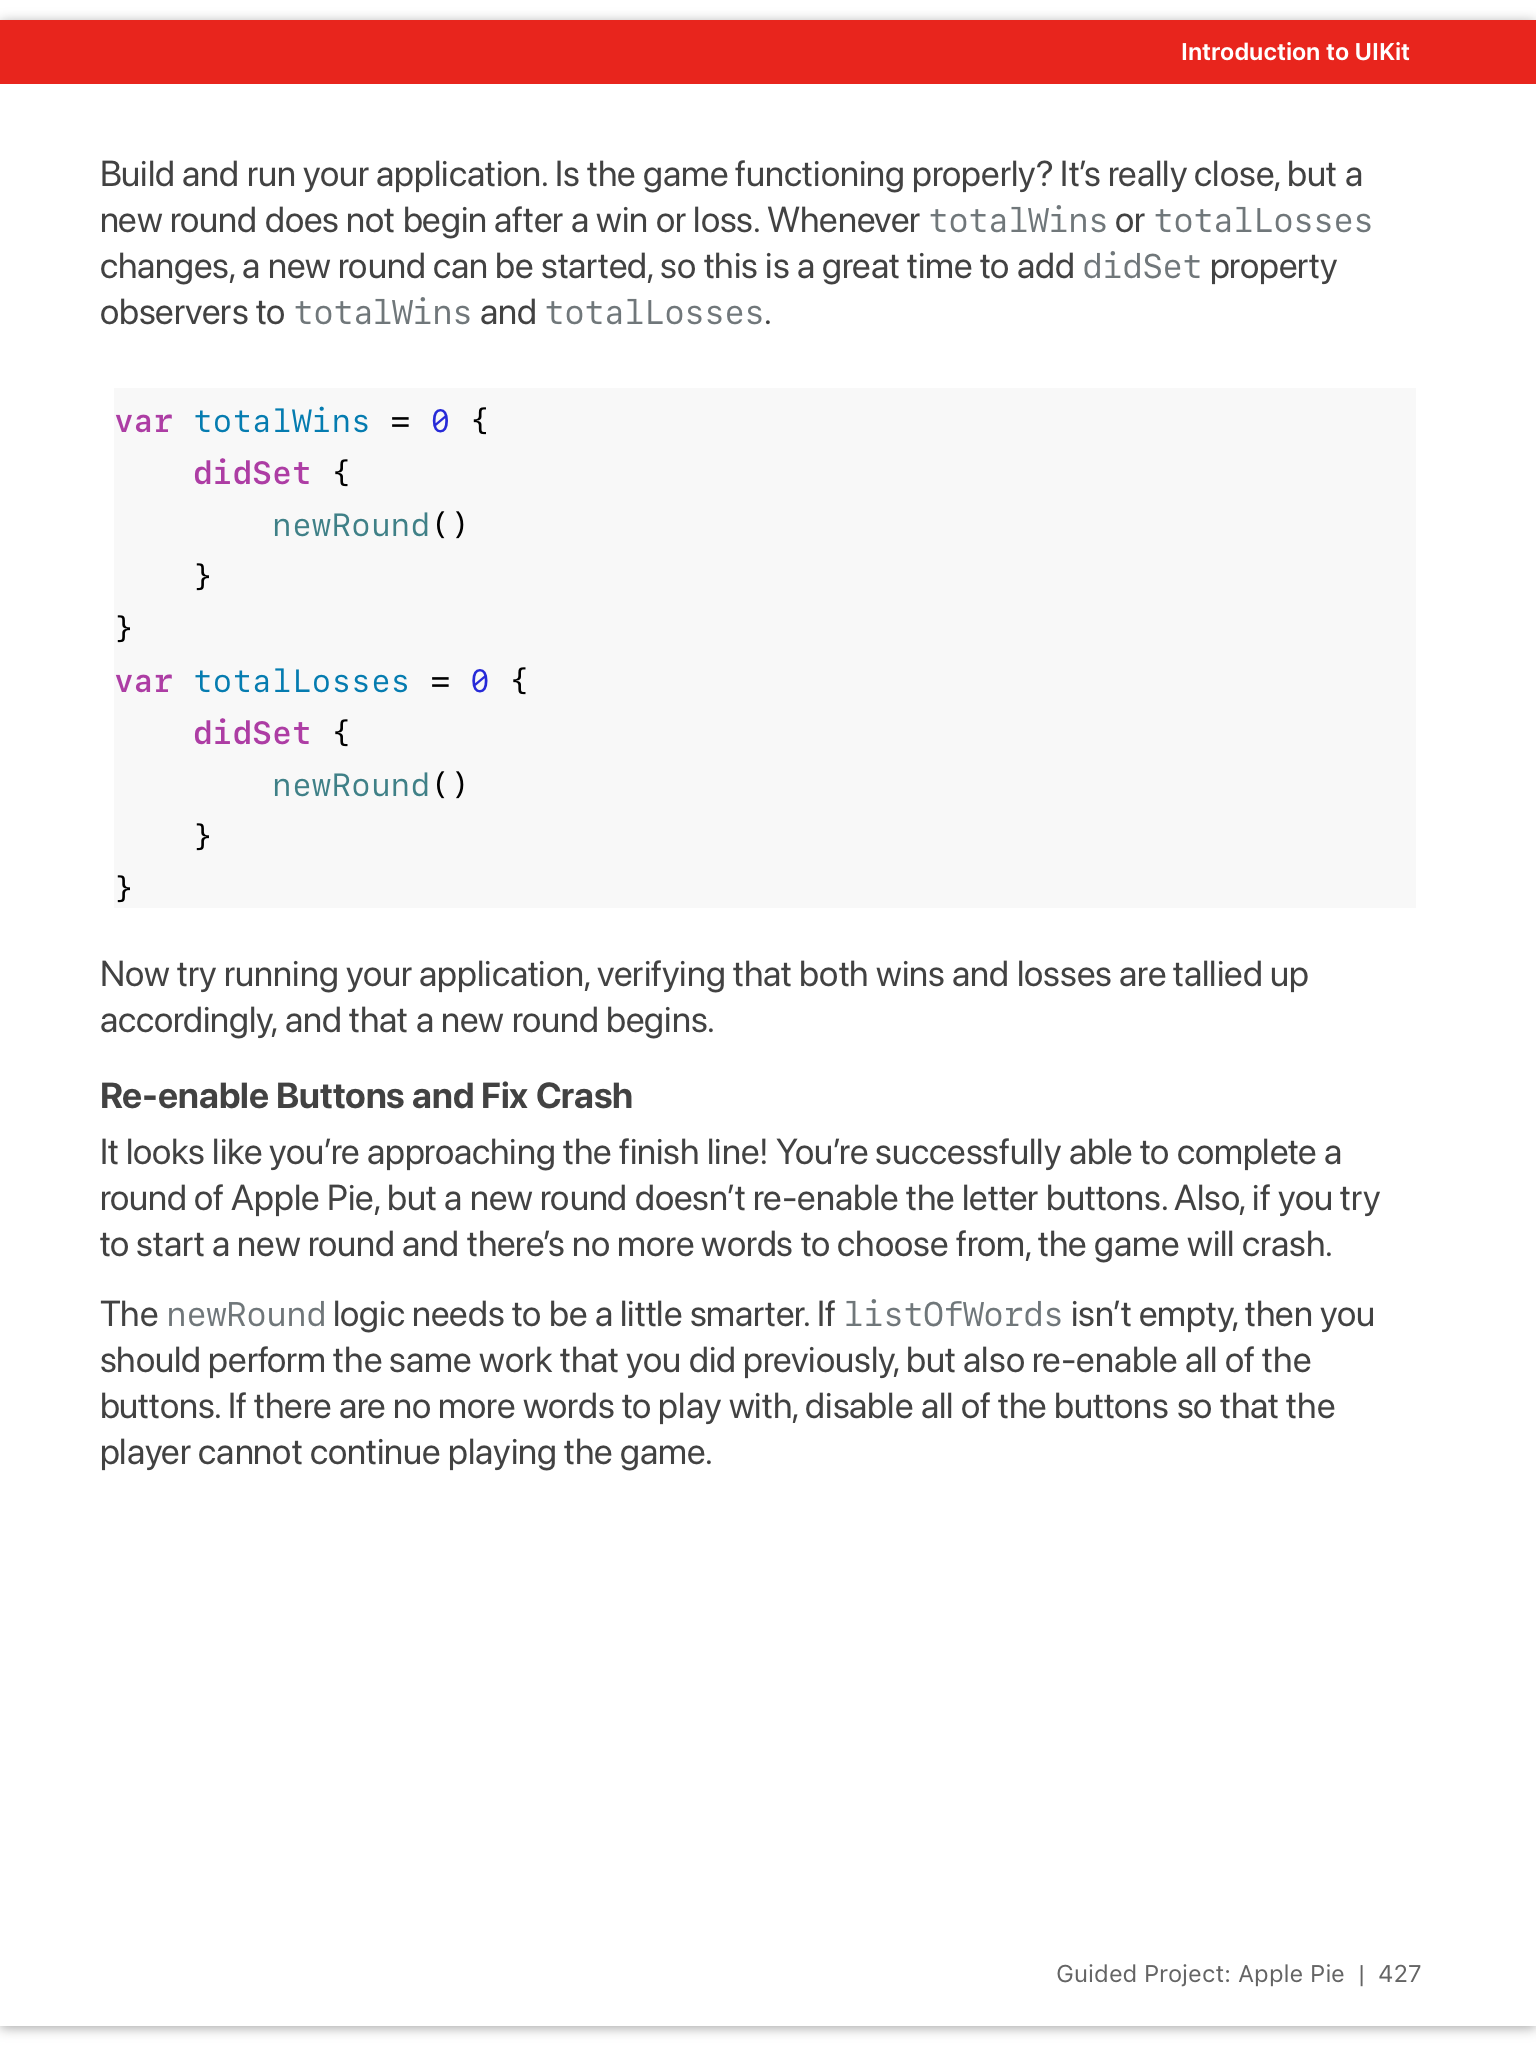 Introduction to UIKit
Build and run your application. Is the game functioning properly? It’s really close, but a
new round does not begin after a win or loss. Whenever totalWins or totalLosses
changes, a new round can be started, so this is a great time to add didSet property
observers to totalWins and totalLosses.
var totalWins = 0 {
    didSet {
        newRound()
    }
}
var totalLosses = 0 {
    didSet {
        newRound()
    }
}
Now try running your application, verifying that both wins and losses are tallied up
accordingly, and that a new round begins.
Re-enable Buttons and Fix Crash
It looks like you’re approaching the finish line! You’re successfully able to complete a
round of Apple Pie, but a new round doesn’t re-enable the letter buttons. Also, if you try
to start a new round and there’s no more words to choose from, the game will crash.
The newRound logic needs to be a little smarter. If listOfWords isn’t empty, then you
should perform the same work that you did previously, but also re-enable all of the
buttons. If there are no more words to play with, disable all of the buttons so that the
player cannot continue playing the game.
Guided Project: Apple Pie | 427